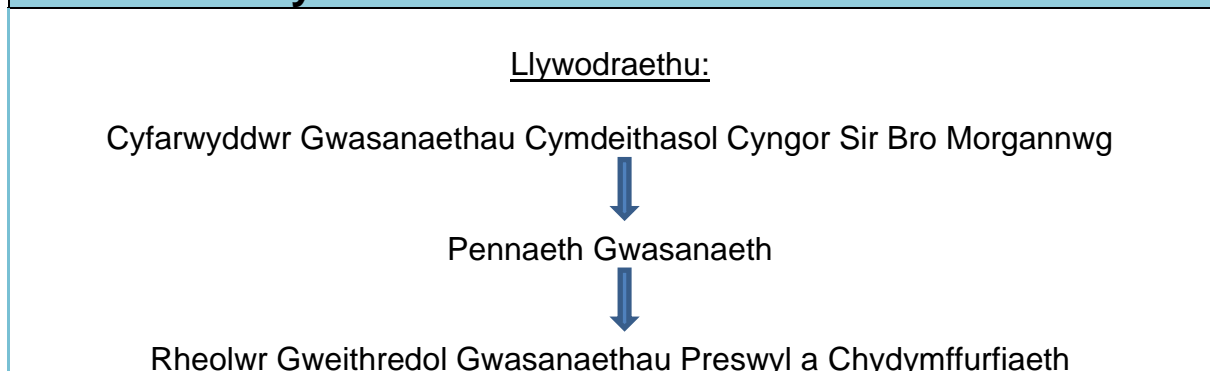 Llywodraethu:
Cyfarwyddwr Gwasanaethau Cymdeithasol Cyngor Sir Bro Morgannwg
Pennaeth Gwasanaeth
Rheolwr Gweithredol Gwasanaethau Preswyl a Chydymffurfiaeth